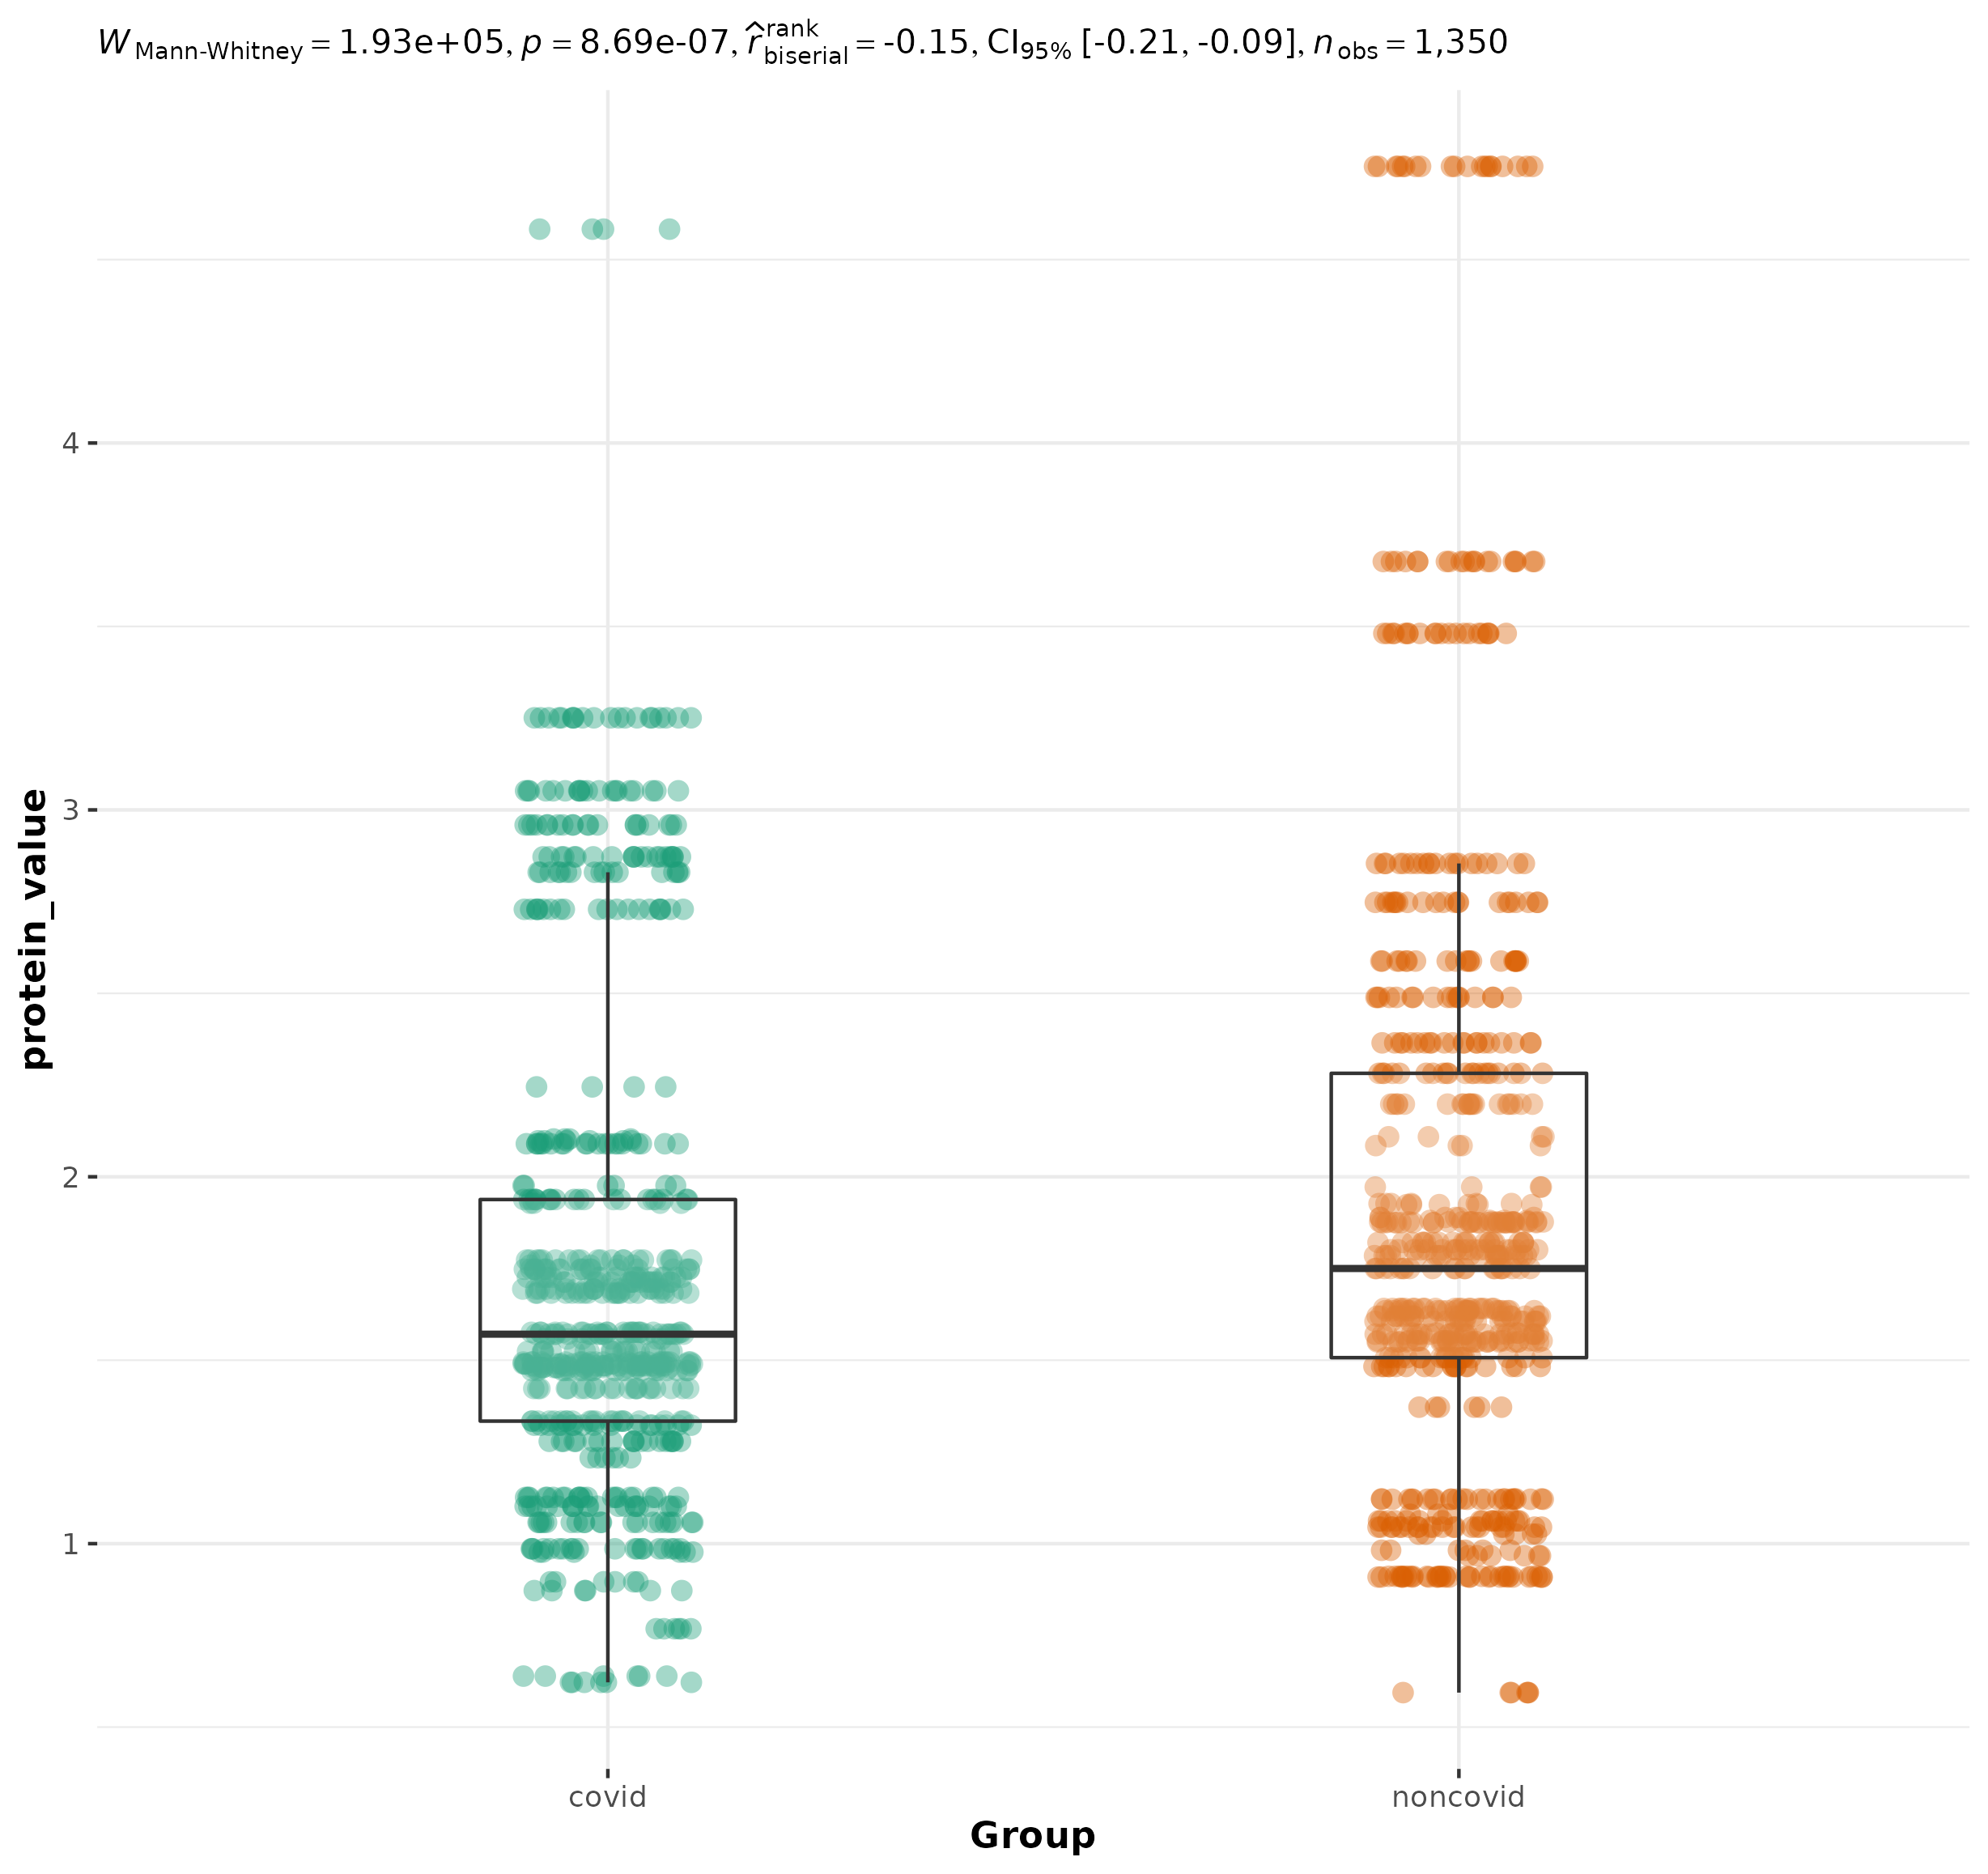 W Mann-Whitney = 1.93e+05, p = 8.69e-07, r̂ rank biserial = -0.15, CI95% [-0.21, -0.09], n obs = 1,350
4
3
2
1
protein_value
covid
noncovid
Group